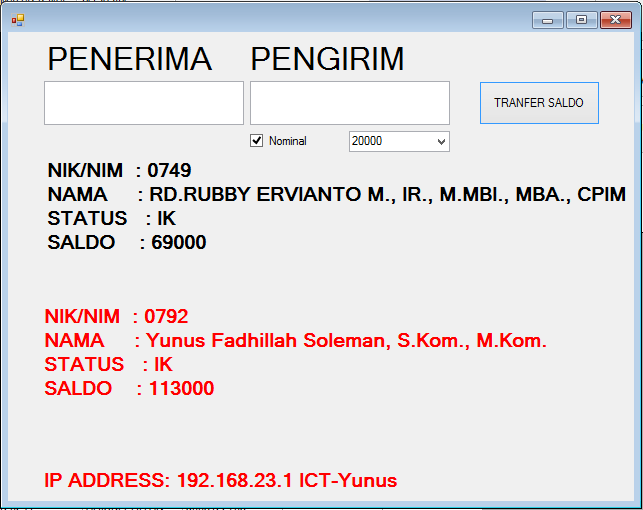 PENERIMA PENGIRIM
TRANFER SALDO
Nominal 20000
NIK/NIM : 0749
NAMA : RD.RUBBY ERVIANTO M., IR., M.MBI., MBA., CPIM
STATUS : IK
SALDO : 69000
NIK/NIM : 0792
NAMA : Yunus Fadhillah Soleman, S.Kom., M.Kom.
STATUS : IK
SALDO : 113000
IP ADDRESS: 192.168.23.1 ICT-Yunus